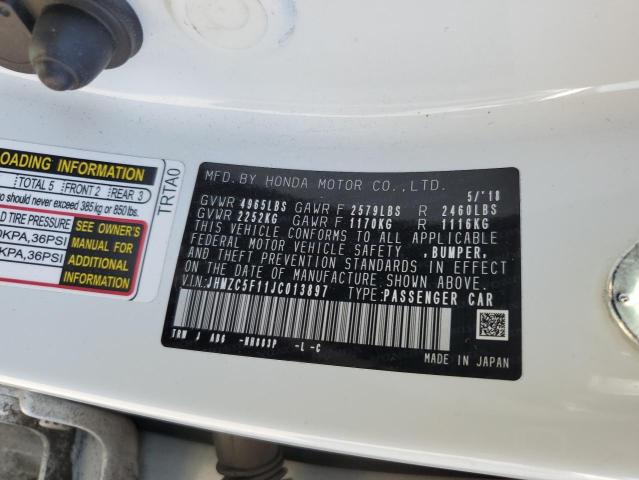 LOADING INFORMATION
TOTAL 5 FRONT 2 REAR 3
should never exceed 385 kg or 850 lbs.
TIRE PRESSURE
KPA,36PSI
KPA,36PSI
SEE OWNER'S
MANUAL FOR
ADDITIONAL
INFORMATION
TRTA0
MFD.BY HONDA MOTOR CO.,LTD. 5/'18
GVWR 4965LBS GAWR F 2579LBS R 2460LBS
GVWR 2252KG GAWR F 1170KG R 1116KG
THIS VEHICLE CONFORMS TO ALL APPLICABLE
FEDERAL MOTOR VEHICLE SAFETY ,BUMPER,
AND THEFT PREVENTION STANDARDS IN EFFECT
ON THE DATE OF MANUFACTURE SHOWN ABOVE.
V.I.N:JHMZC5F11JC013897 TYPE:PASSENGER CAR
TRM J AB6 -NH883P -L -C
MADE IN JAPAN